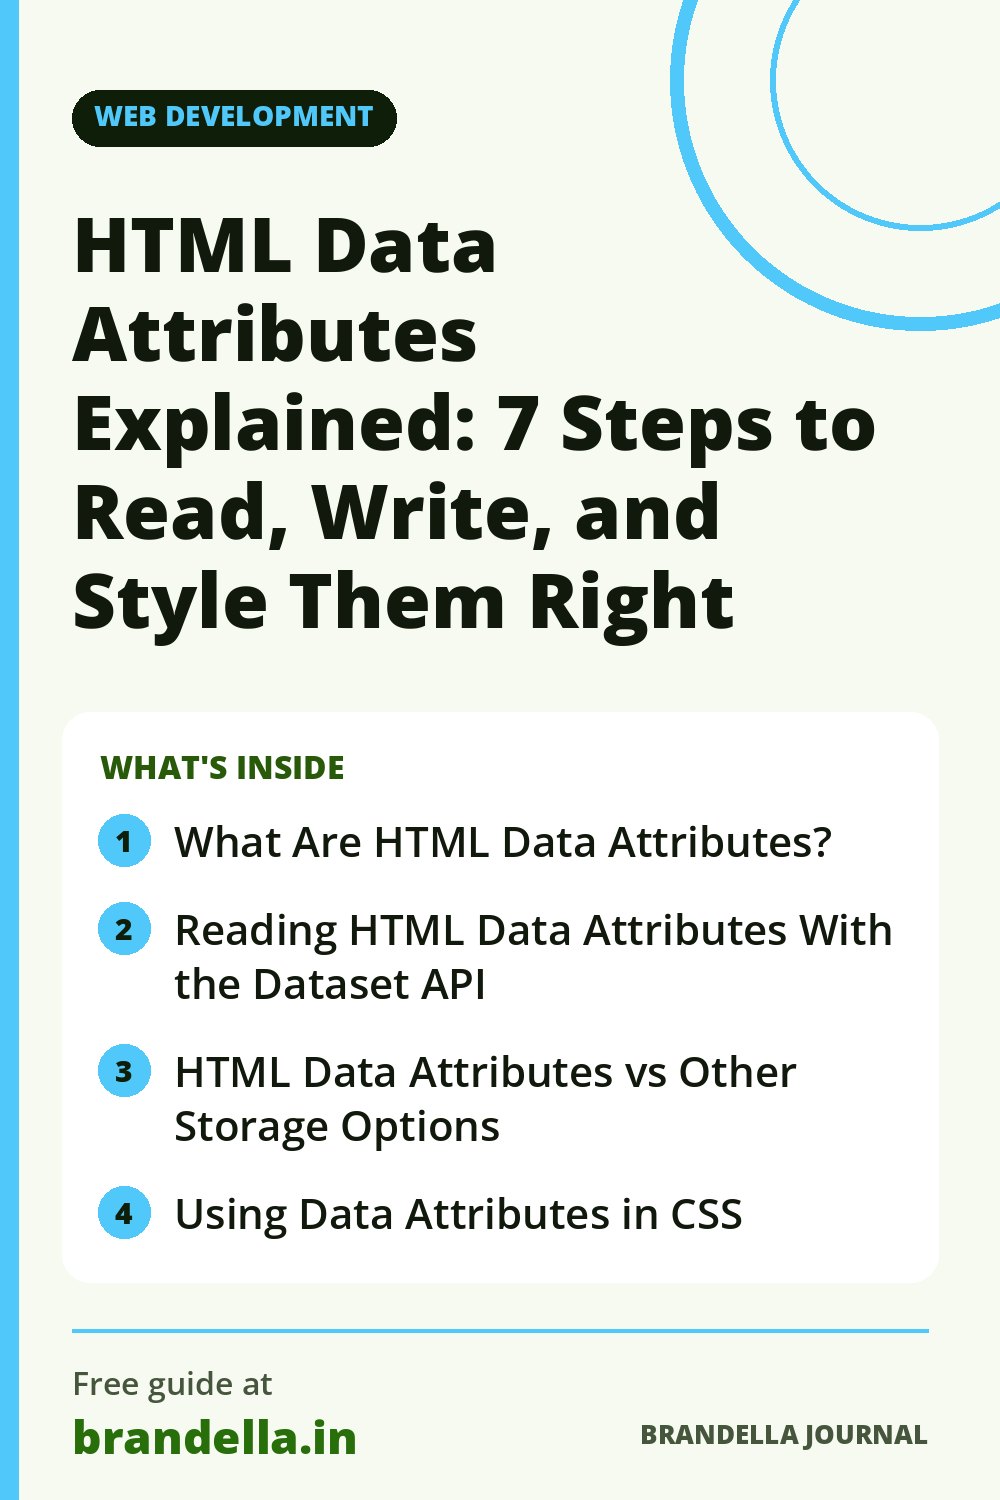 WEB DEVELOPMENT
HTML Data
Attributes
Explained: 7 Steps to
Read, Write, and
Style Them Right
WHAT'S INSIDE
1 What Are HTML Data Attributes?
2 Reading HTML Data Attributes With
the Dataset API
3 HTML Data Attributes vs Other
Storage Options
4 Using Data Attributes in CSS
Free guide at
brandella.in
BRANDELLA JOURNAL